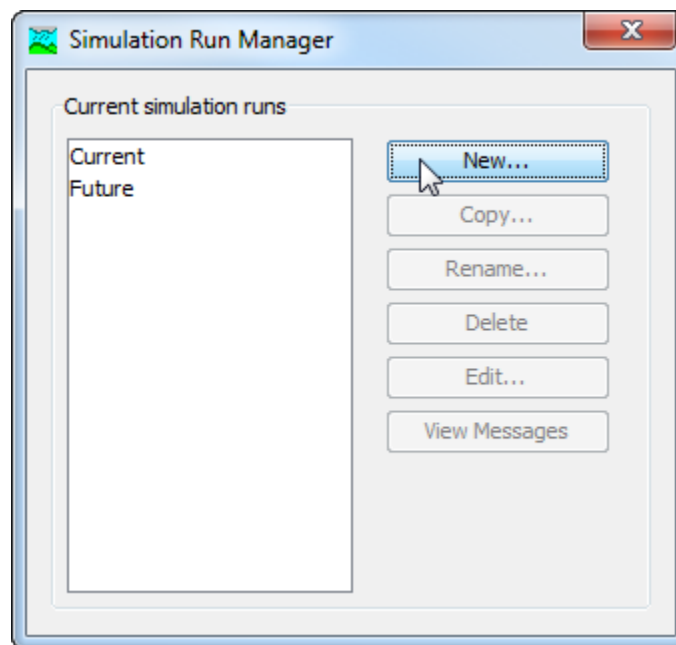 Simulation Run Manager
Current simulation runs
Current
Future
New...
Copy...
Rename...
Delete
Edit...
View Messages